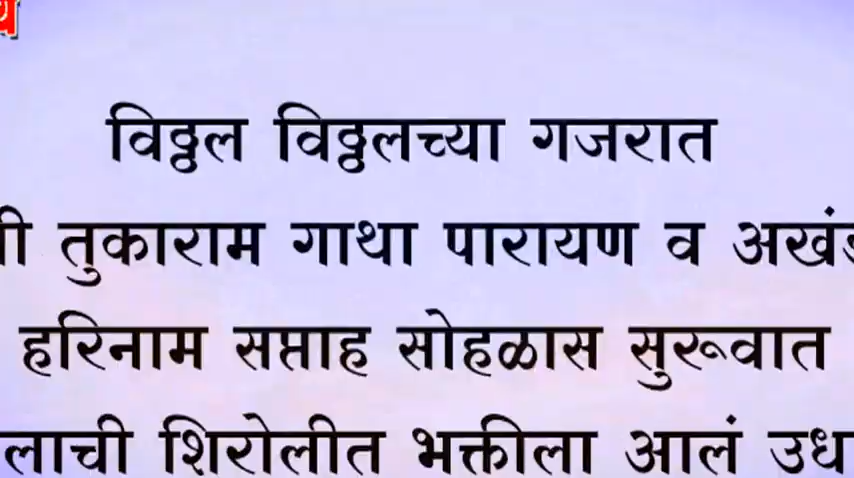 विठ्ठल विठ्ठलच्या गजरात
तुकाराम गाथा पारायण व
हरिनाम सप्ताह सोहळास सुरूवात
शिरोलीत भक्तीला आलं